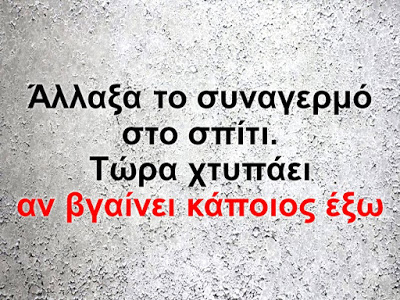 Άλλαξα το συναγερμό
στο σπίτι.
Τώρα χτυπάει
αν βγαίνει κάποιος έξω